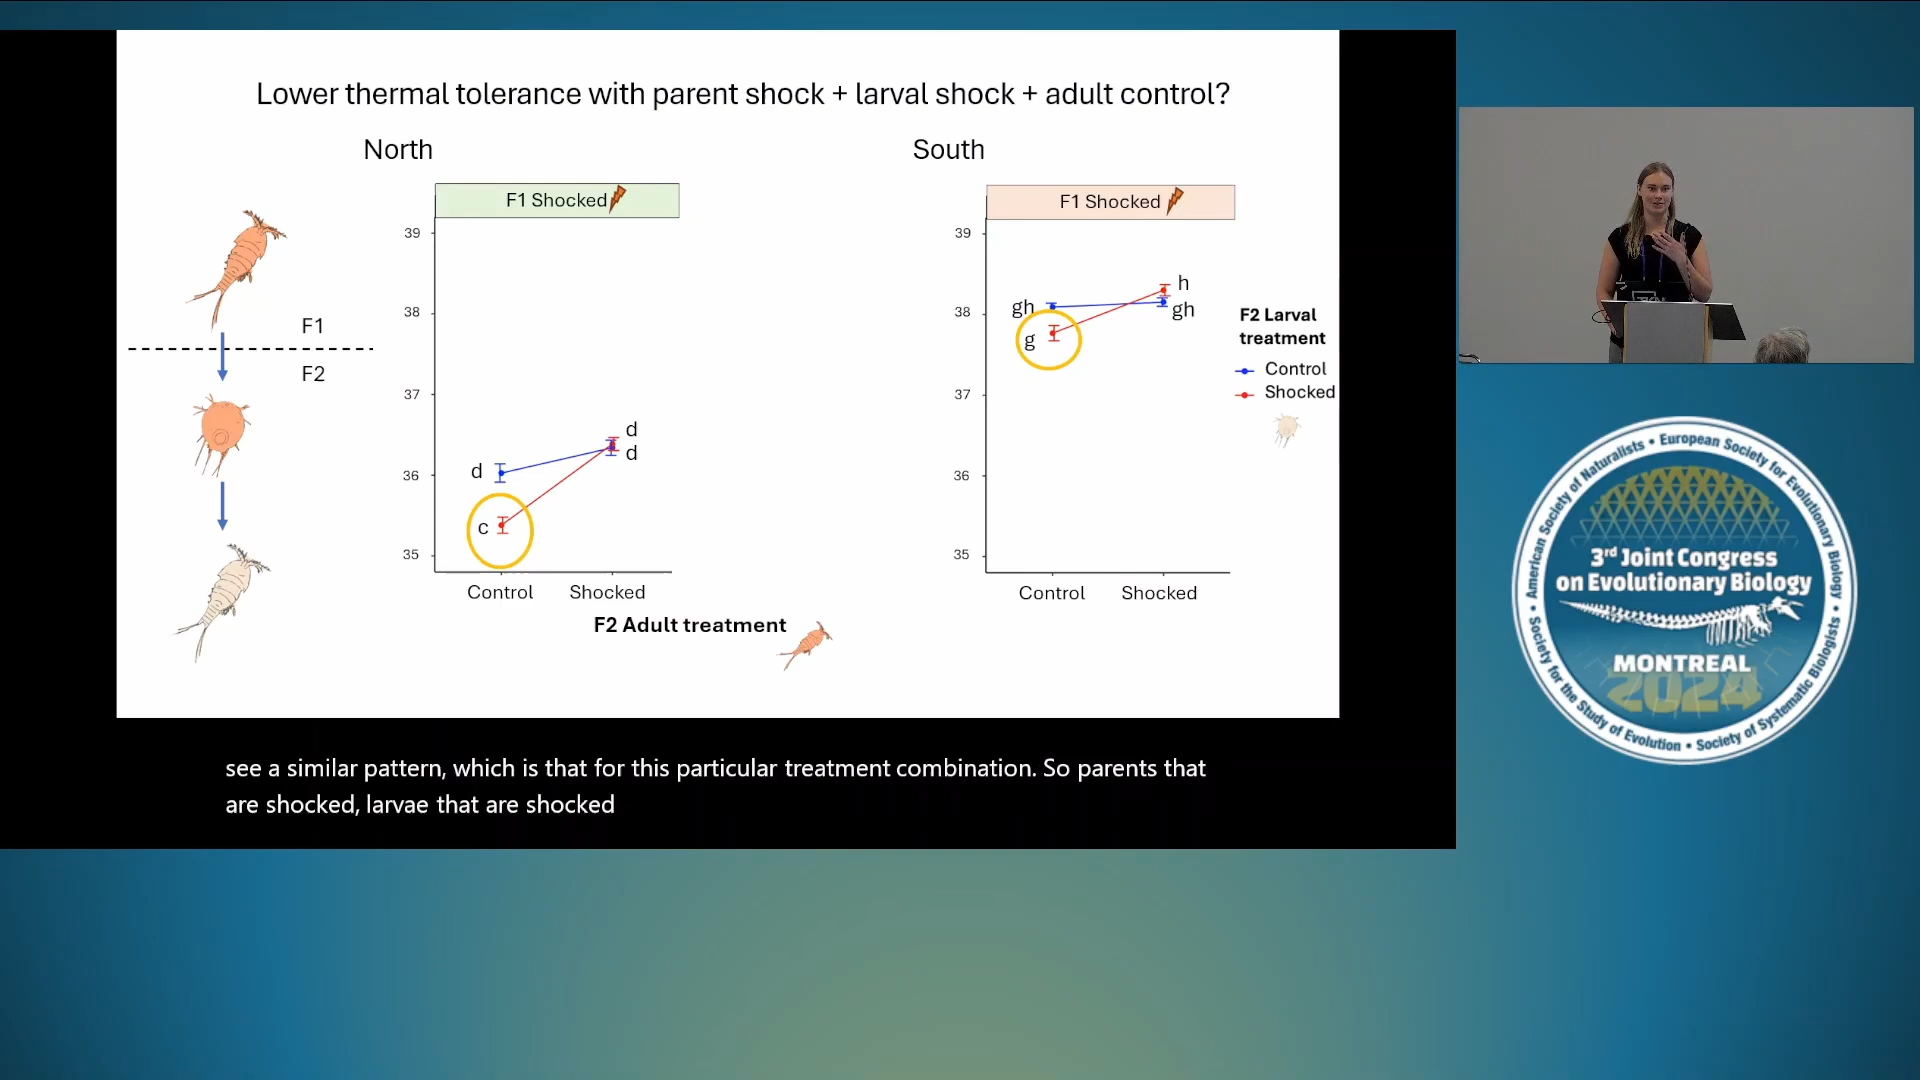 Lower thermal tolerance with parent shock + larval shock + adult control?
North
South
F1 Shocked
F1 Shocked
39
38
37
36
35
39
38
37
36
35
F1
F2
d
c
d
d
gh
g
h
gh
Control
Shocked
Control
Shocked
F2 Adult treatment
F2 Larval
treatment
Control
Shocked
see a similar pattern, which is that for this particular treatment combination. So parents that
are shocked, larvae that are shocked
American Society of Naturalists • European Society for Evolutionary Biology •
Society for the Study of Evolution • Society of Systematic Biologists •
3rd Joint Congress
on Evolutionary Biology
MONTREAL
2024